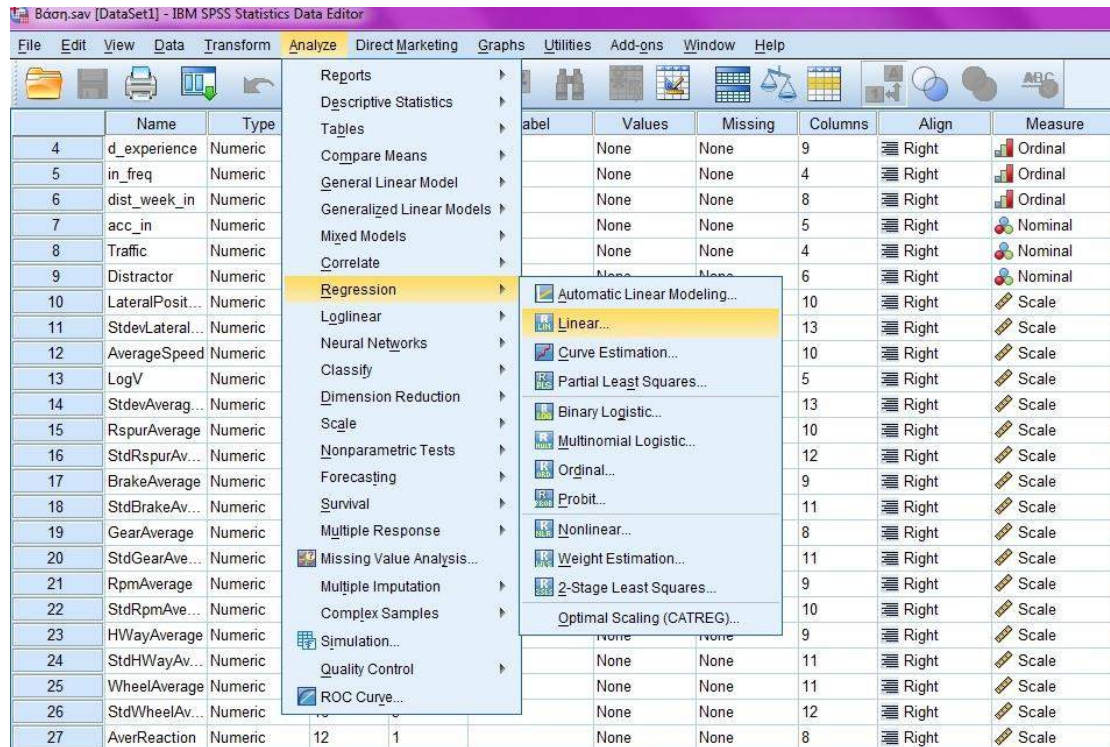 Βάση.sav [DataSet1] - IBM SPSS Statistics Data Editor
File Edit View Data Transform Analyze Direct Marketing Graphs Utilities Add-ons Window Help
Name Type Values Missing Columns Align Measure
4 d_experience Numeric None None 9 Right Ordinal
5 in_freq Numeric None None 4 Right Ordinal
6 dist_week_in Numeric None None 8 Right Ordinal
7 acc_in Numeric None None 5 Right Nominal
8 Traffic Numeric None None 4 Right Nominal
9 Distractor Numeric None None 6 Right Nominal
10 LateralPosit... Numeric 10 Right Scale
11 StdevLateral... Numeric 13 Right Scale
12 AverageSpeed Numeric 10 Right Scale
13 LogV Numeric 5 Right Scale
14 StdevAverag... Numeric 13 Right Scale
15 RspurAverage Numeric 10 Right Scale
16 StdRspurAv... Numeric 12 Right Scale
17 BrakeAverage Numeric 9 Right Scale
18 StdBrakeAv... Numeric 11 Right Scale
19 GearAverage Numeric 8 Right Scale
20 StdGearAve... Numeric 11 Right Scale
21 RpmAverage Numeric 9 Right Scale
22 StdRpmAve... Numeric 10 Right Scale
23 HWayAverage Numeric None None 9 Right Scale
24 StdHWayAv... Numeric None None 11 Right Scale
25 WheelAverage Numeric None None 11 Right Scale
26 StdWheelAv... Numeric None None 12 Right Scale
27 AverReaction Numeric 12 1 None None 8 Right Scale
Reports
Descriptive Statistics
Tables
Compare Means
General Linear Model
Generalized Linear Models
Mixed Models
Correlate
Regression
Loglinear
Neural Networks
Classify
Dimension Reduction
Scale
Nonparametric Tests
Forecasting
Survival
Multiple Response
Missing Value Analysis...
Multiple Imputation
Complex Samples
Simulation...
Quality Control
ROC Curve...
Automatic Linear Modeling...
Linear...
Curve Estimation...
Partial Least Squares...
Binary Logistic...
Multinomial Logistic...
Ordinal...
Probit...
Nonlinear...
Weight Estimation...
2-Stage Least Squares...
Optimal Scaling (CATREG)...